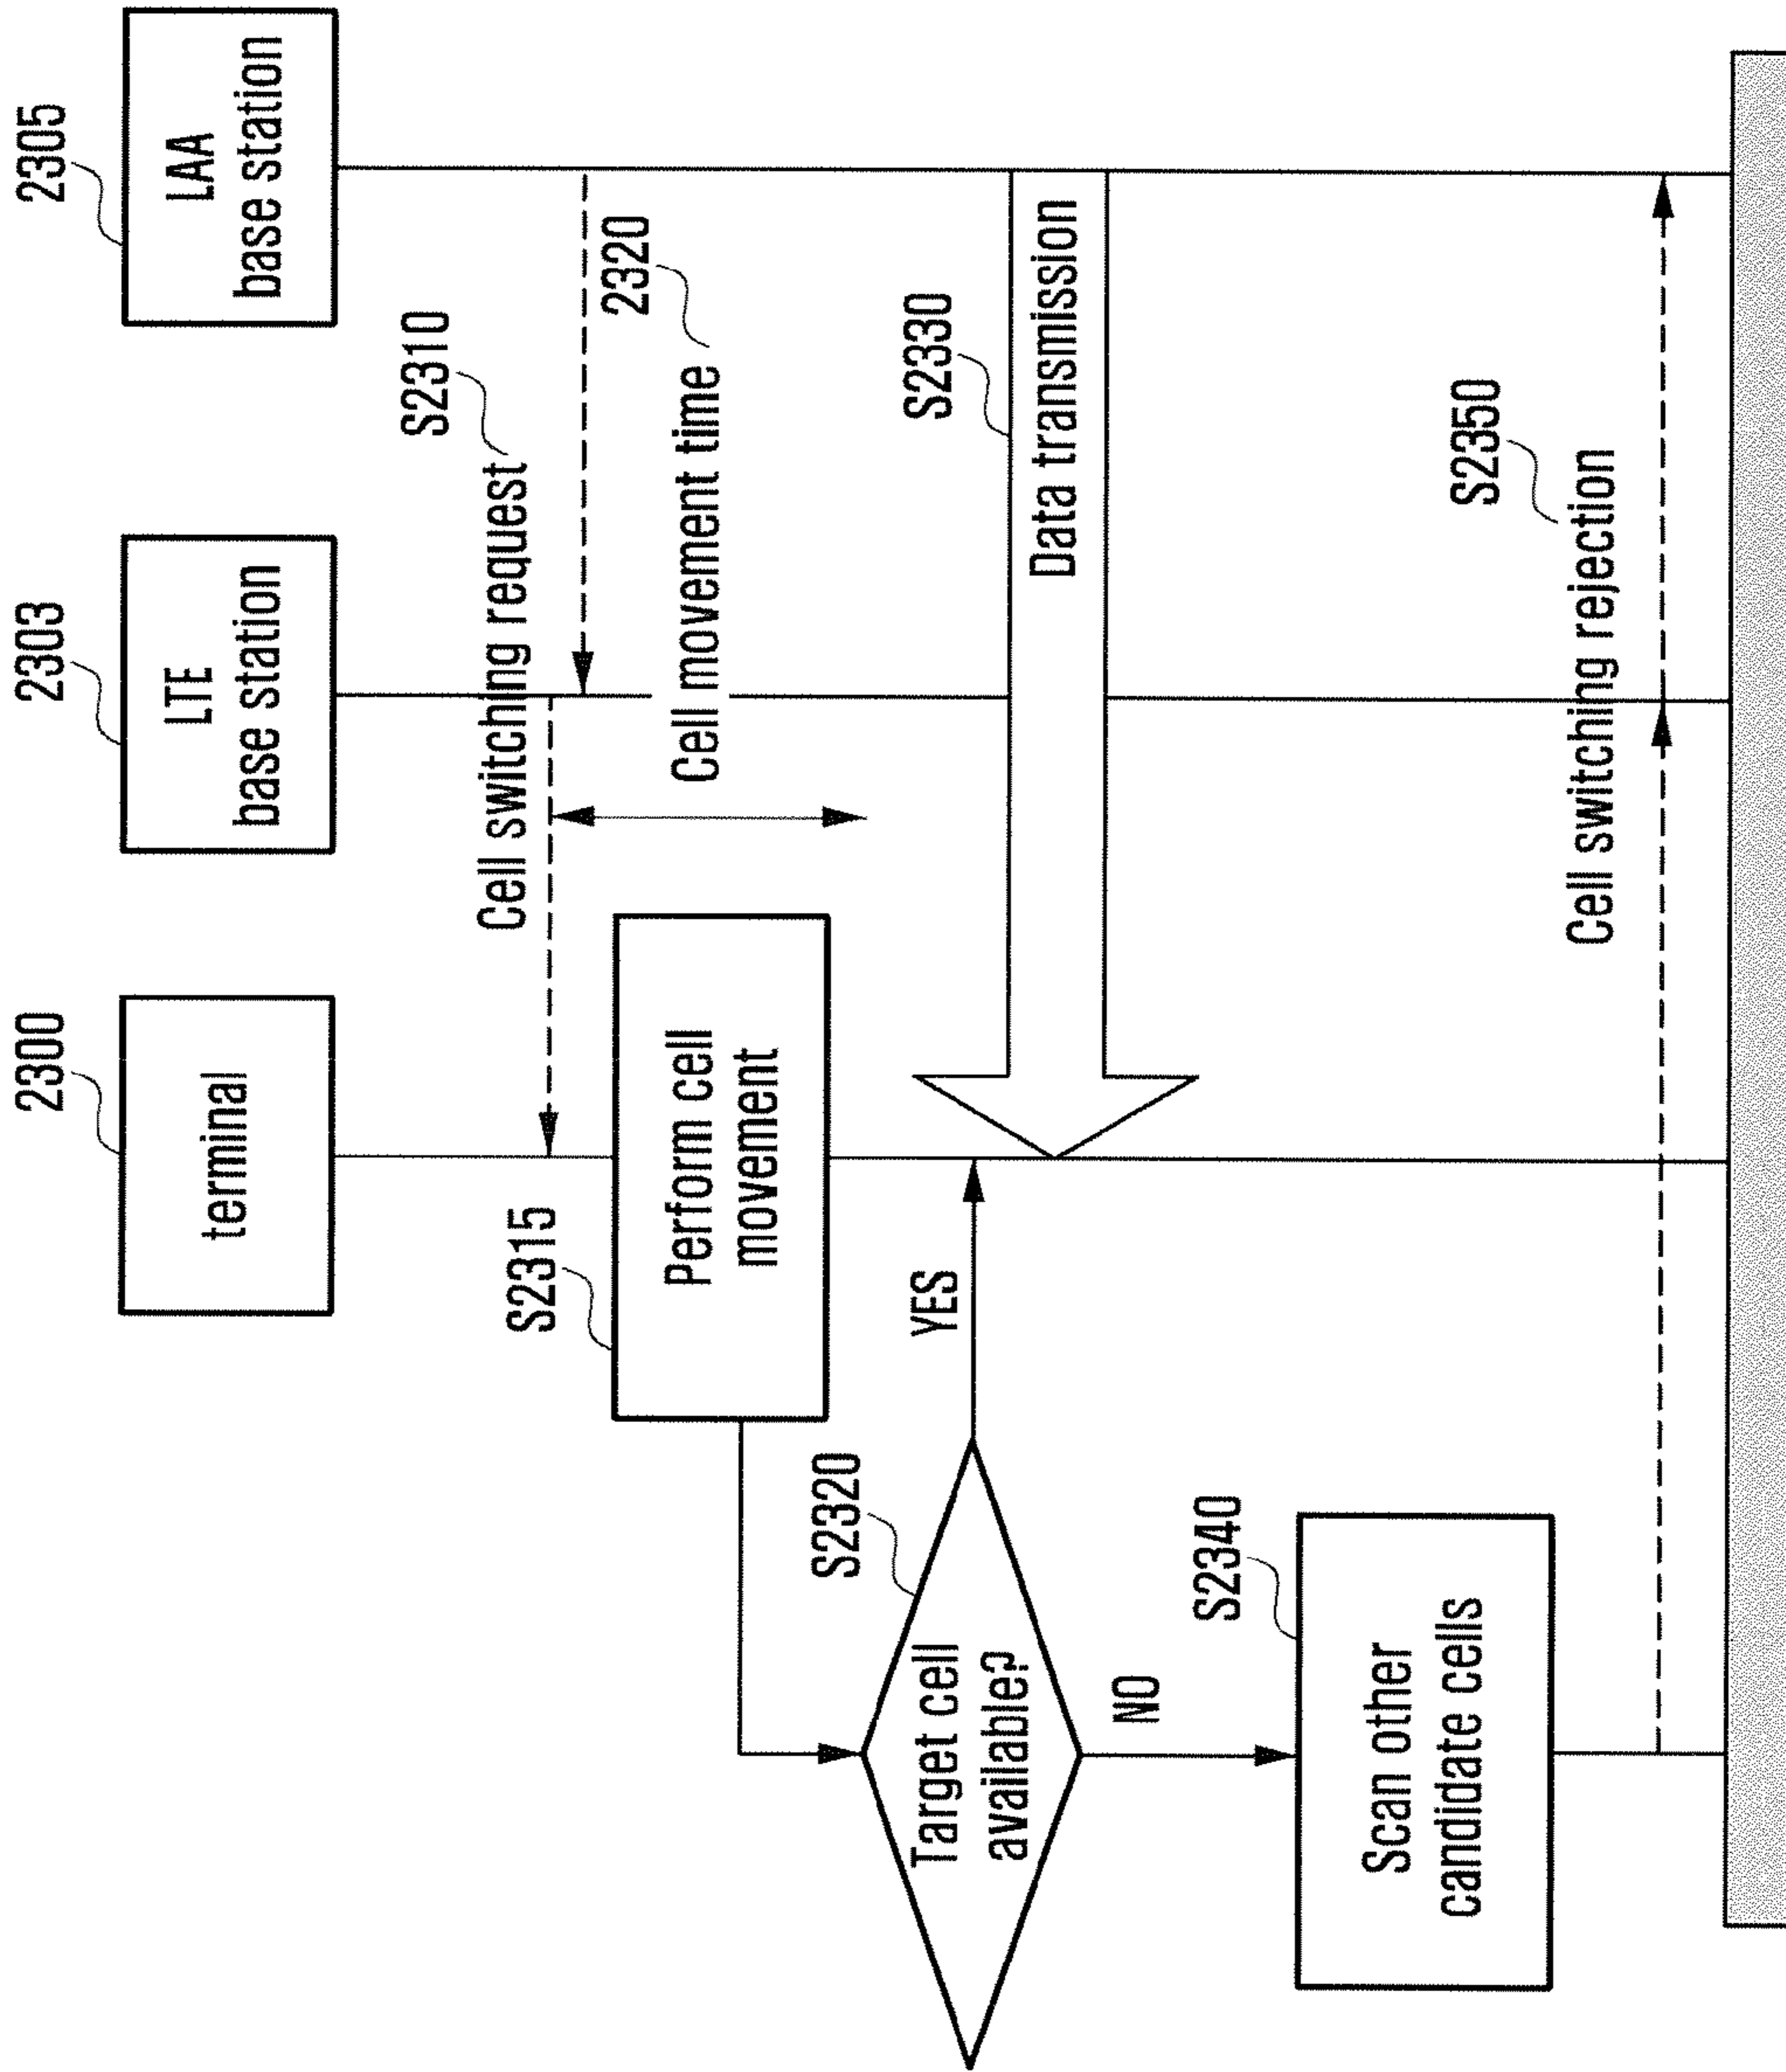 2300
2303
2305
terminal
LTE
base station
LAA
base station
S2310
Cell switching request
S2315
2320
Cell movement time
Perform cell
movement
S2320
YES
S2330
Target cell
available?
Data transmission
NO
S2340
Scan other
candidate cells
S2350
Cell switching rejection